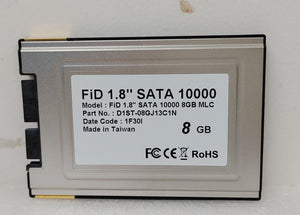 FiD 1.8" SATA 10000
Model : FiD 1.8" SATA 10000 8GB MLC
Part No. : D1ST-08GJ13C1N
Date Code : 1F30I
Made in Taiwan
8 GB
FC CE RoHS